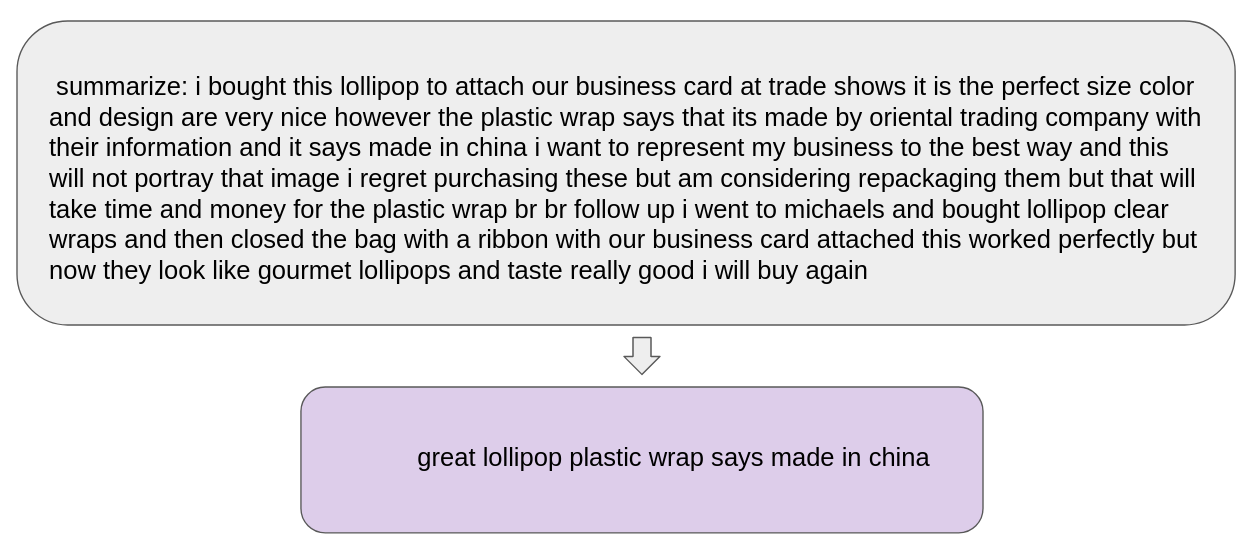 summarize: i bought this lollipop to attach our business card at trade shows it is the perfect size color
and design are very nice however the plastic wrap says that its made by oriental trading company with
their information and it says made in china i want to represent my business to the best way and this
will not portray that image i regret purchasing these but am considering repackaging them but that will
take time and money for the plastic wrap br br follow up i went to michaels and bought lollipop clear
wraps and then closed the bag with a ribbon with our business card attached this worked perfectly but
now they look like gourmet lollipops and taste really good i will buy again
great lollipop plastic wrap says made in china